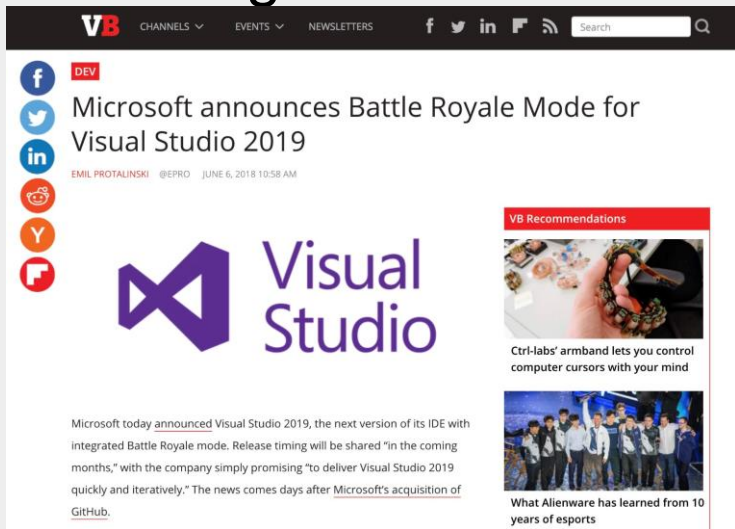 VB CHANNELS EVENTS NEWSLETTERS f in Search
DEV
Microsoft announces Battle Royale Mode for
Visual Studio 2019
EMIL PROTALINSKI @EPRO JUNE 6, 2018 10:58 AM
Visual
Studio
Microsoft today announced Visual Studio 2019, the next version of its IDE with
integrated Battle Royale mode. Release timing will be shared “in the coming
months,” with the company simply promising “to deliver Visual Studio 2019
quickly and iteratively.” The news comes days after Microsoft’s acquisition of
GitHub.
VB Recommendations
Ctrl-labs’ armband lets you control
computer cursors with your mind
What Alienware has learned from 10
years of esports